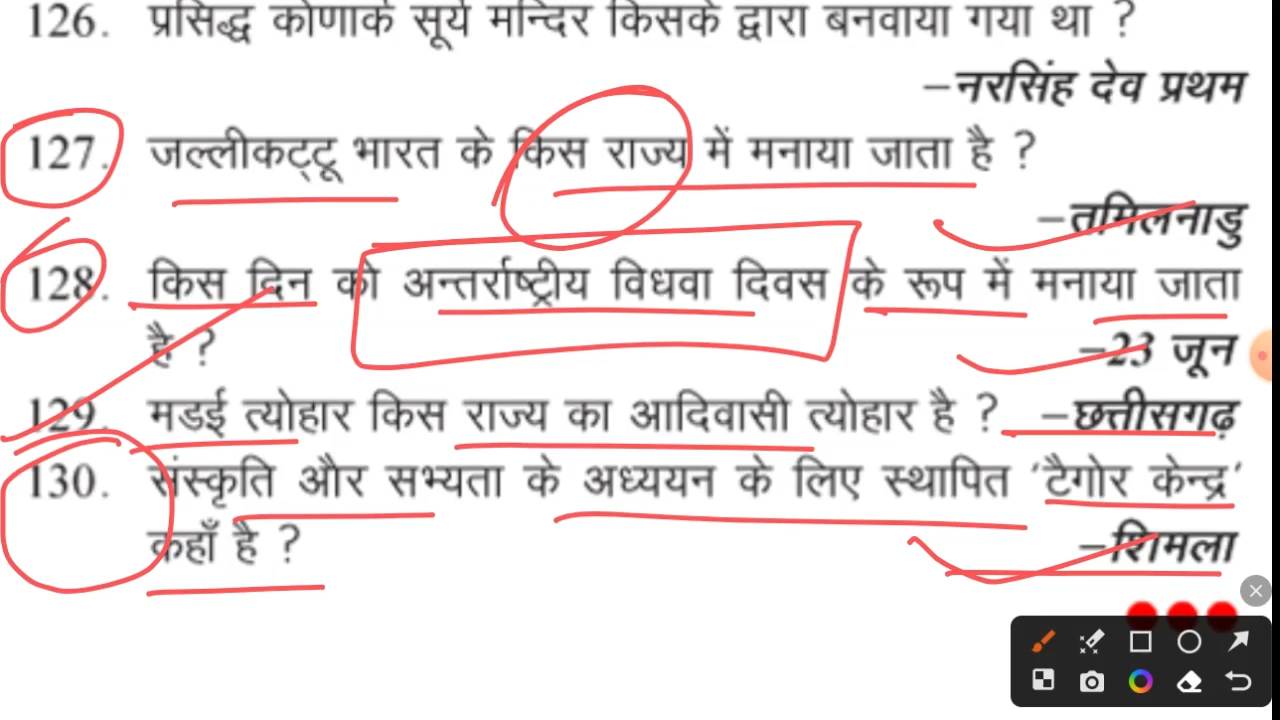 126. प्रसिद्ध कोणार्क सूर्य मन्दिर किसके द्वारा बनवाया गया था ?
–नरसिंह देव प्रथम
127. जल्लीकट्टू भारत के किस राज्य में मनाया जाता है ?
–तमिलनाडु
128. किस दिन को अन्तर्राष्ट्रीय विधवा दिवस के रूप में मनाया जाता
है ? –23 जून
129. मडई त्योहार किस राज्य का आदिवासी त्योहार है ? –छत्तीसगढ़
130. संस्कृति और सभ्यता के अध्ययन के लिए स्थापित ‘टैगोर केन्द्र’
कहाँ है ? –शिमला